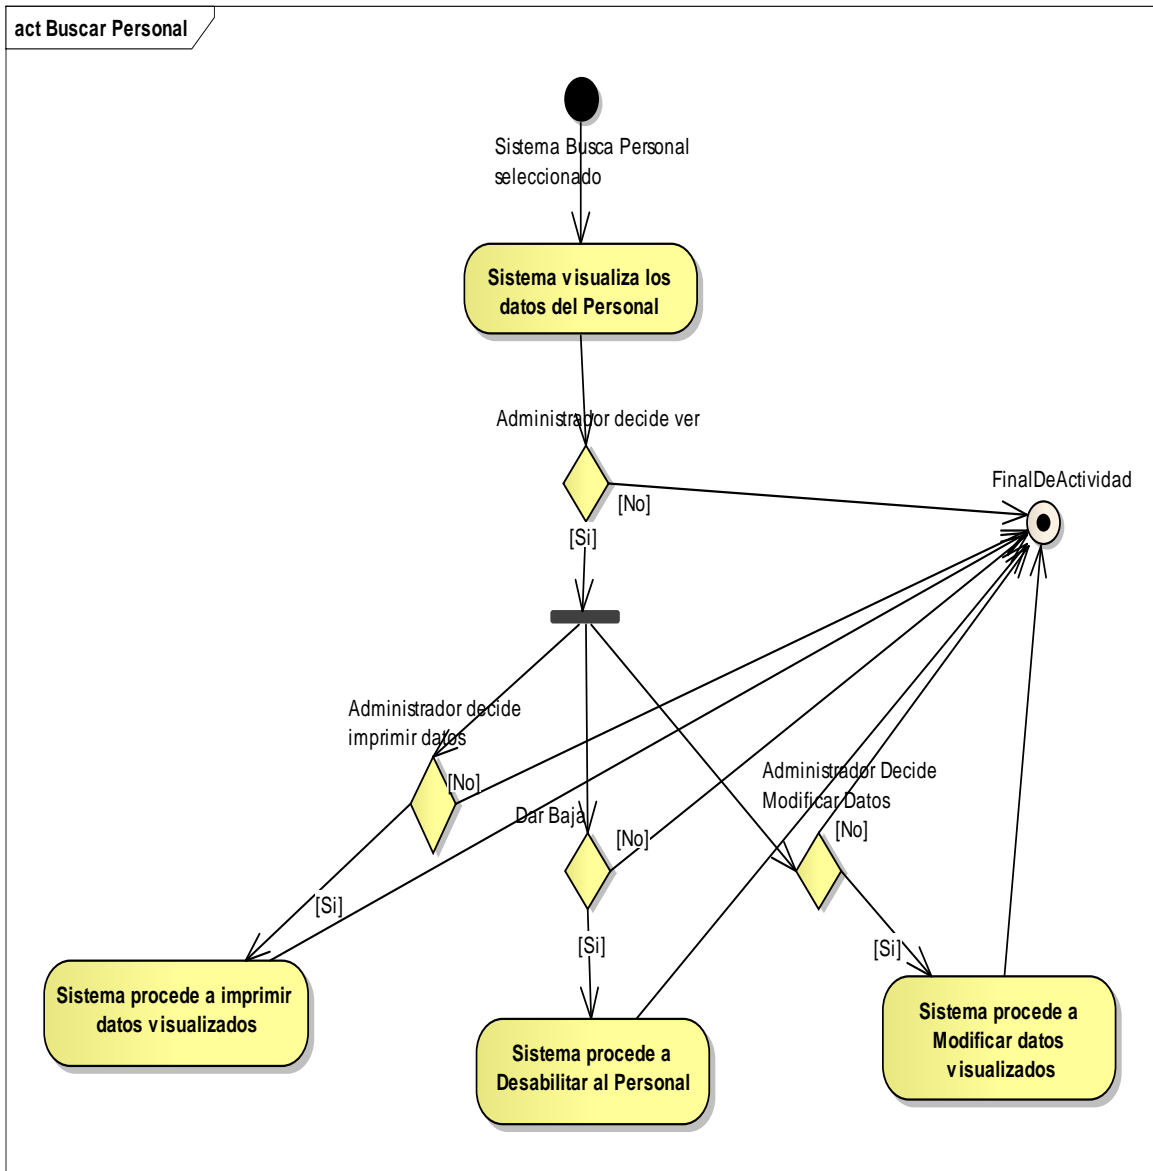 act Buscar Personal
Sistema Busca Personal
seleccionado
Sistema visualiza los
datos del Personal
Administrador decide ver
[No]
[Si]
FinalDeActividad
Administrador decide
imprimir datos
[No]
[Si]
Dar Baja
[No]
[Si]
Administrador Decide
Modificar Datos
[No]
[Si]
Sistema procede a imprimir
datos visualizados
Sistema procede a
Desabilitar al Personal
Sistema procede a
Modificar datos
visualizados